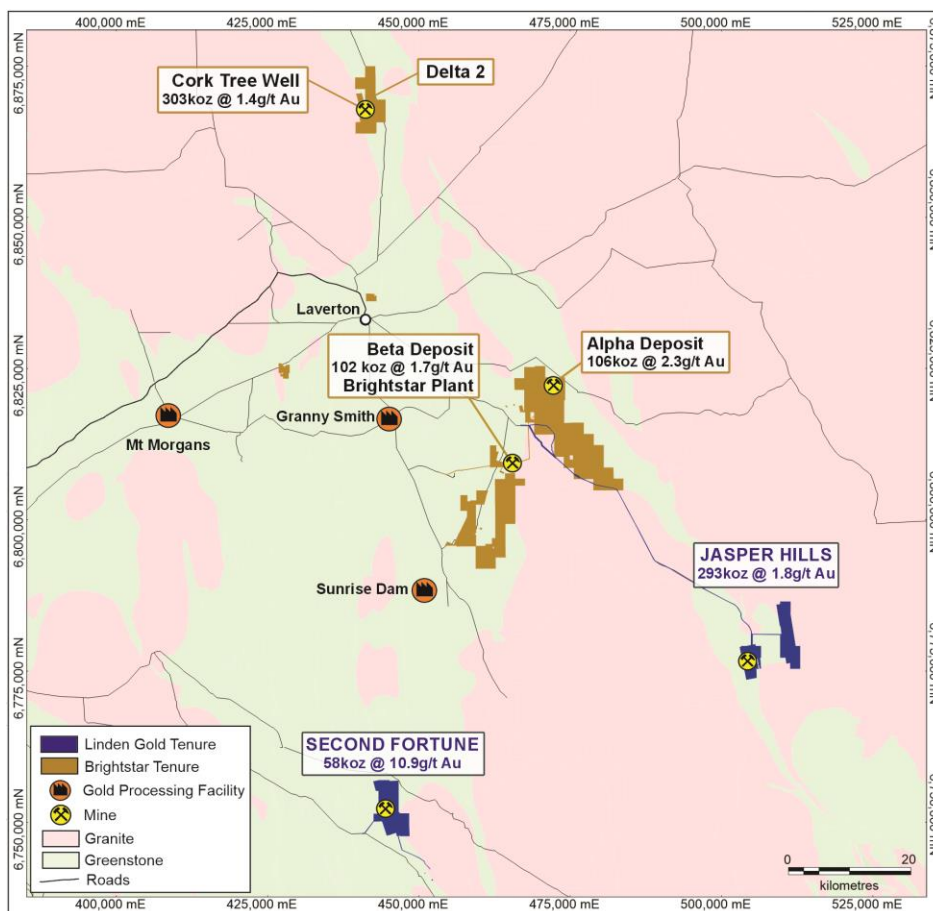 400,000 mE 425,000 mE 450,000 mE 475,000 mE 500,000 mE 525,000 mE
6,875,000 mN
Cork Tree Well
303koz @ 1.4g/t Au
Delta 2
6,850,000 mN
Laverton
Beta Deposit
102 koz @ 1.7g/t Au
Brightstar Plant
Alpha Deposit
106koz @ 2.3g/t Au
6,825,000 mN
Mt Morgans
Granny Smith
6,800,000 mN
Sunrise Dam
JASPER HILLS
293koz @ 1.8g/t Au
6,775,000 mN
SECOND FORTUNE
58koz @ 10.9g/t Au
6,750,000 mN
Linden Gold Tenure
Brightstar Tenure
Gold Processing Facility
Mine
Granite
Greenstone
Roads
0 20
kilometres
400,000 mE 425,000 mE 450,000 mE 475,000 mE 500,000 mE 525,000 mE